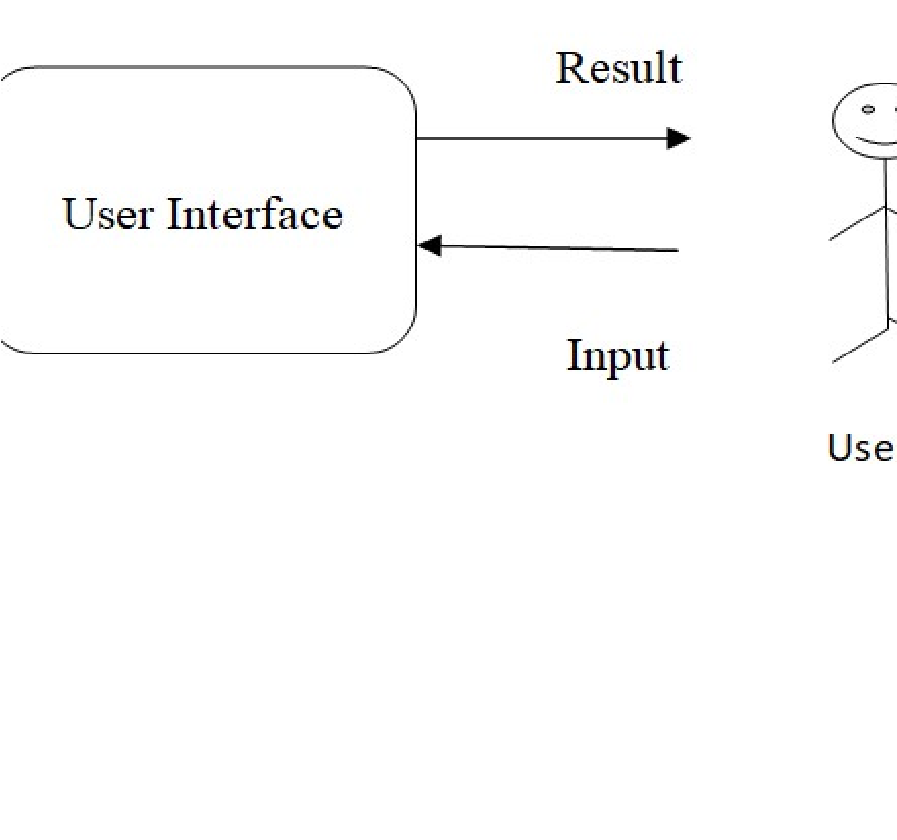 Result
User Interface
Input
Use